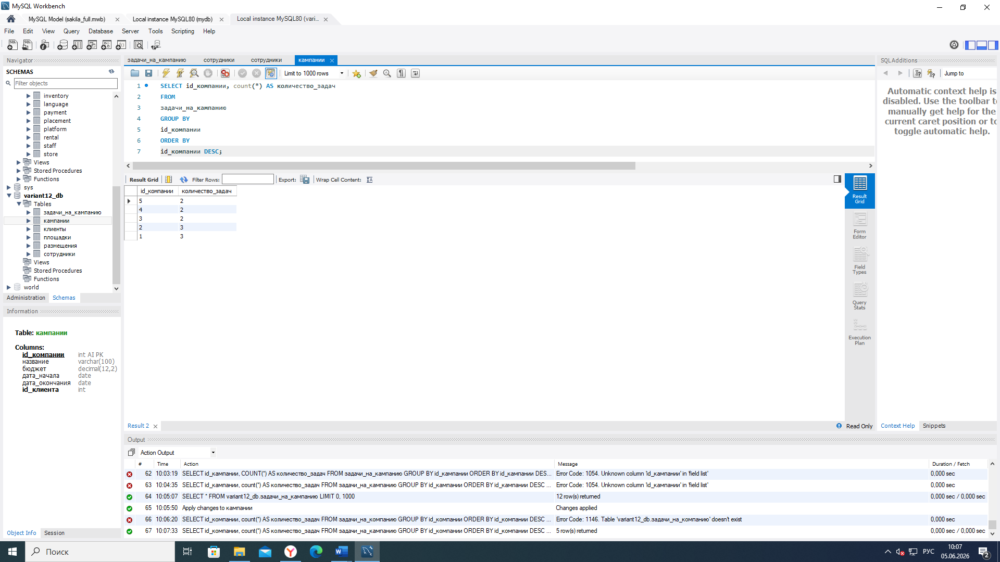 MySQL Workbench
MySQL Model (sakila_full.mwb)
Local instance MySQL80 (mydb)
Local instance MySQL80 (vari...
File Edit View Query Database Server Tools Scripting Help
Navigator
SCHEMAS
Filter objects
inventory
language
payment
placement
platform
rental
staff
store
Views
Stored Procedures
Functions
sys
variant12_db
Tables
задачи_на_кампанию
кампании
клиенты
площадки
размещения
сотрудники
Views
Stored Procedures
Functions
world
Administration Schemas
Information
Table: кампании
Columns:
id_компании int AI PK
название varchar(100)
бюджет decimal(12,2)
дата_начала date
дата_окончания date
id_клиента int
Object Info Session
задачи_на_кампанию сотрудники сотрудники кампании
Limit to 1000 rows
1 SELECT id_компании, count(*) AS количество_задач
2 FROM
3 задачи_на_кампанию
4 GROUP BY
5 id_компании
6 ORDER BY
7 id_компании DESC;
Result Grid Filter Rows: Export: Wrap Cell Content:
id_компании количество_задач
5 2
4 2
3 2
2 3
1 3
Result Grid
Form Editor
Field Types
Query Stats
Execution Plan
Result 2
Read Only
SQLAdditions
Jump to
Automatic context help is
disabled. Use the toolbar
manually get help for the
current caret position or
toggle automatic help.
Context Help Snippets
Output
Action Output
# Time Action Message Duration / Fetch
62 10:03:19 SELECT id_кампании, COUNT(*) AS количество_задач FROM задачи_на_кампанию GROUP BY id_кампании ORDER BY id_кампании DES... Error Code: 1054. Unknown column 'id_кампании' in 'field list' 0,000 sec
63 10:04:35 SELECT id_кампании, count(*) AS количество_задач FROM задачи_на_кампанию GROUP BY id_кампании ORDER BY id_кампании DESC ... Error Code: 1054. Unknown column 'id_кампании' in 'field list' 0,000 sec
64 10:05:07 SELECT * FROM variant12_db.задачи_на_кампанию LIMIT 0, 1000 12 row(s) returned 0,000 sec / 0,000 sec
65 10:05:50 Apply changes to кампании Changes applied
66 10:06:20 SELECT id_компании, count(*) AS количество_задач FROM задачи_на_компанию GROUP BY id_компании ORDER BY id_компании DESC ... Error Code: 1146. Table 'variant12_db.задачи_на_компанию' doesn't exist 0,000 sec
67 10:07:33 SELECT id_компании, count(*) AS количество_задач FROM задачи_на_кампанию GROUP BY id_компании ORDER BY id_компании DESC ... 5 row(s) returned 0,000 sec / 0,000 sec
Поиск
РУС
10:07
05.06.2026
2